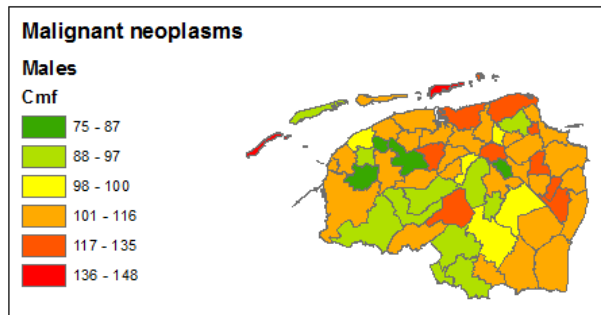 Malignant neoplasms
Males
Cmf
75 - 87
88 - 97
98 - 100
101 - 116
117 - 135
136 - 148